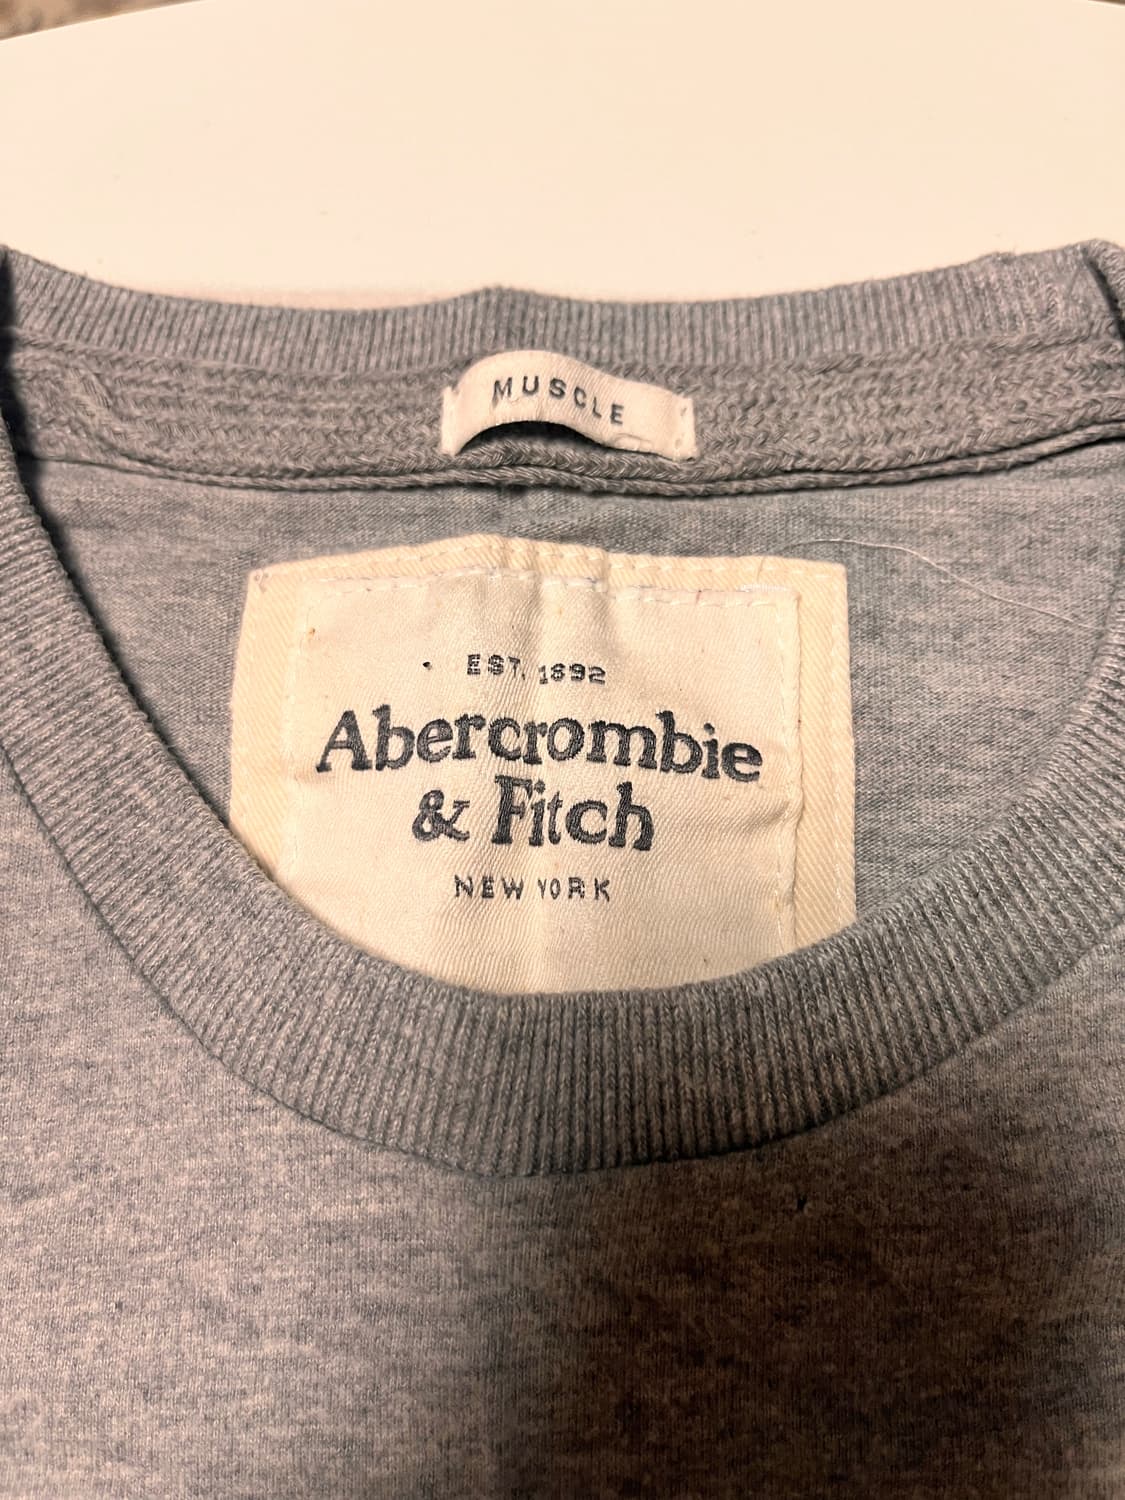 MUSCLE
EST. 1892
Abercrombie
& Fitch
NEW YORK